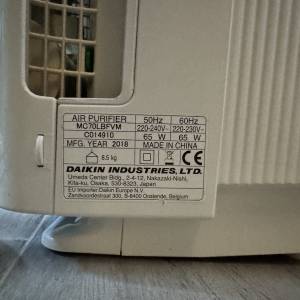 AIR PURIFIER 50Hz 60Hz
MC70LBFVM 220-240V~ 220-230V~
C014910 65 W 65 W
MFG. YEAR 2018 MADE IN CHINA
8.5 kg CE
DAIKIN INDUSTRIES, LTD.
Umeda Center Bldg., 2-4-12, Nakazaki-Nishi,
Kita-ku, Osaka, 530-8323, Japan
EU Importer:Daikin Europe N.V.
Zandvoordestraat 300, B-8400 Oostende, Belgium